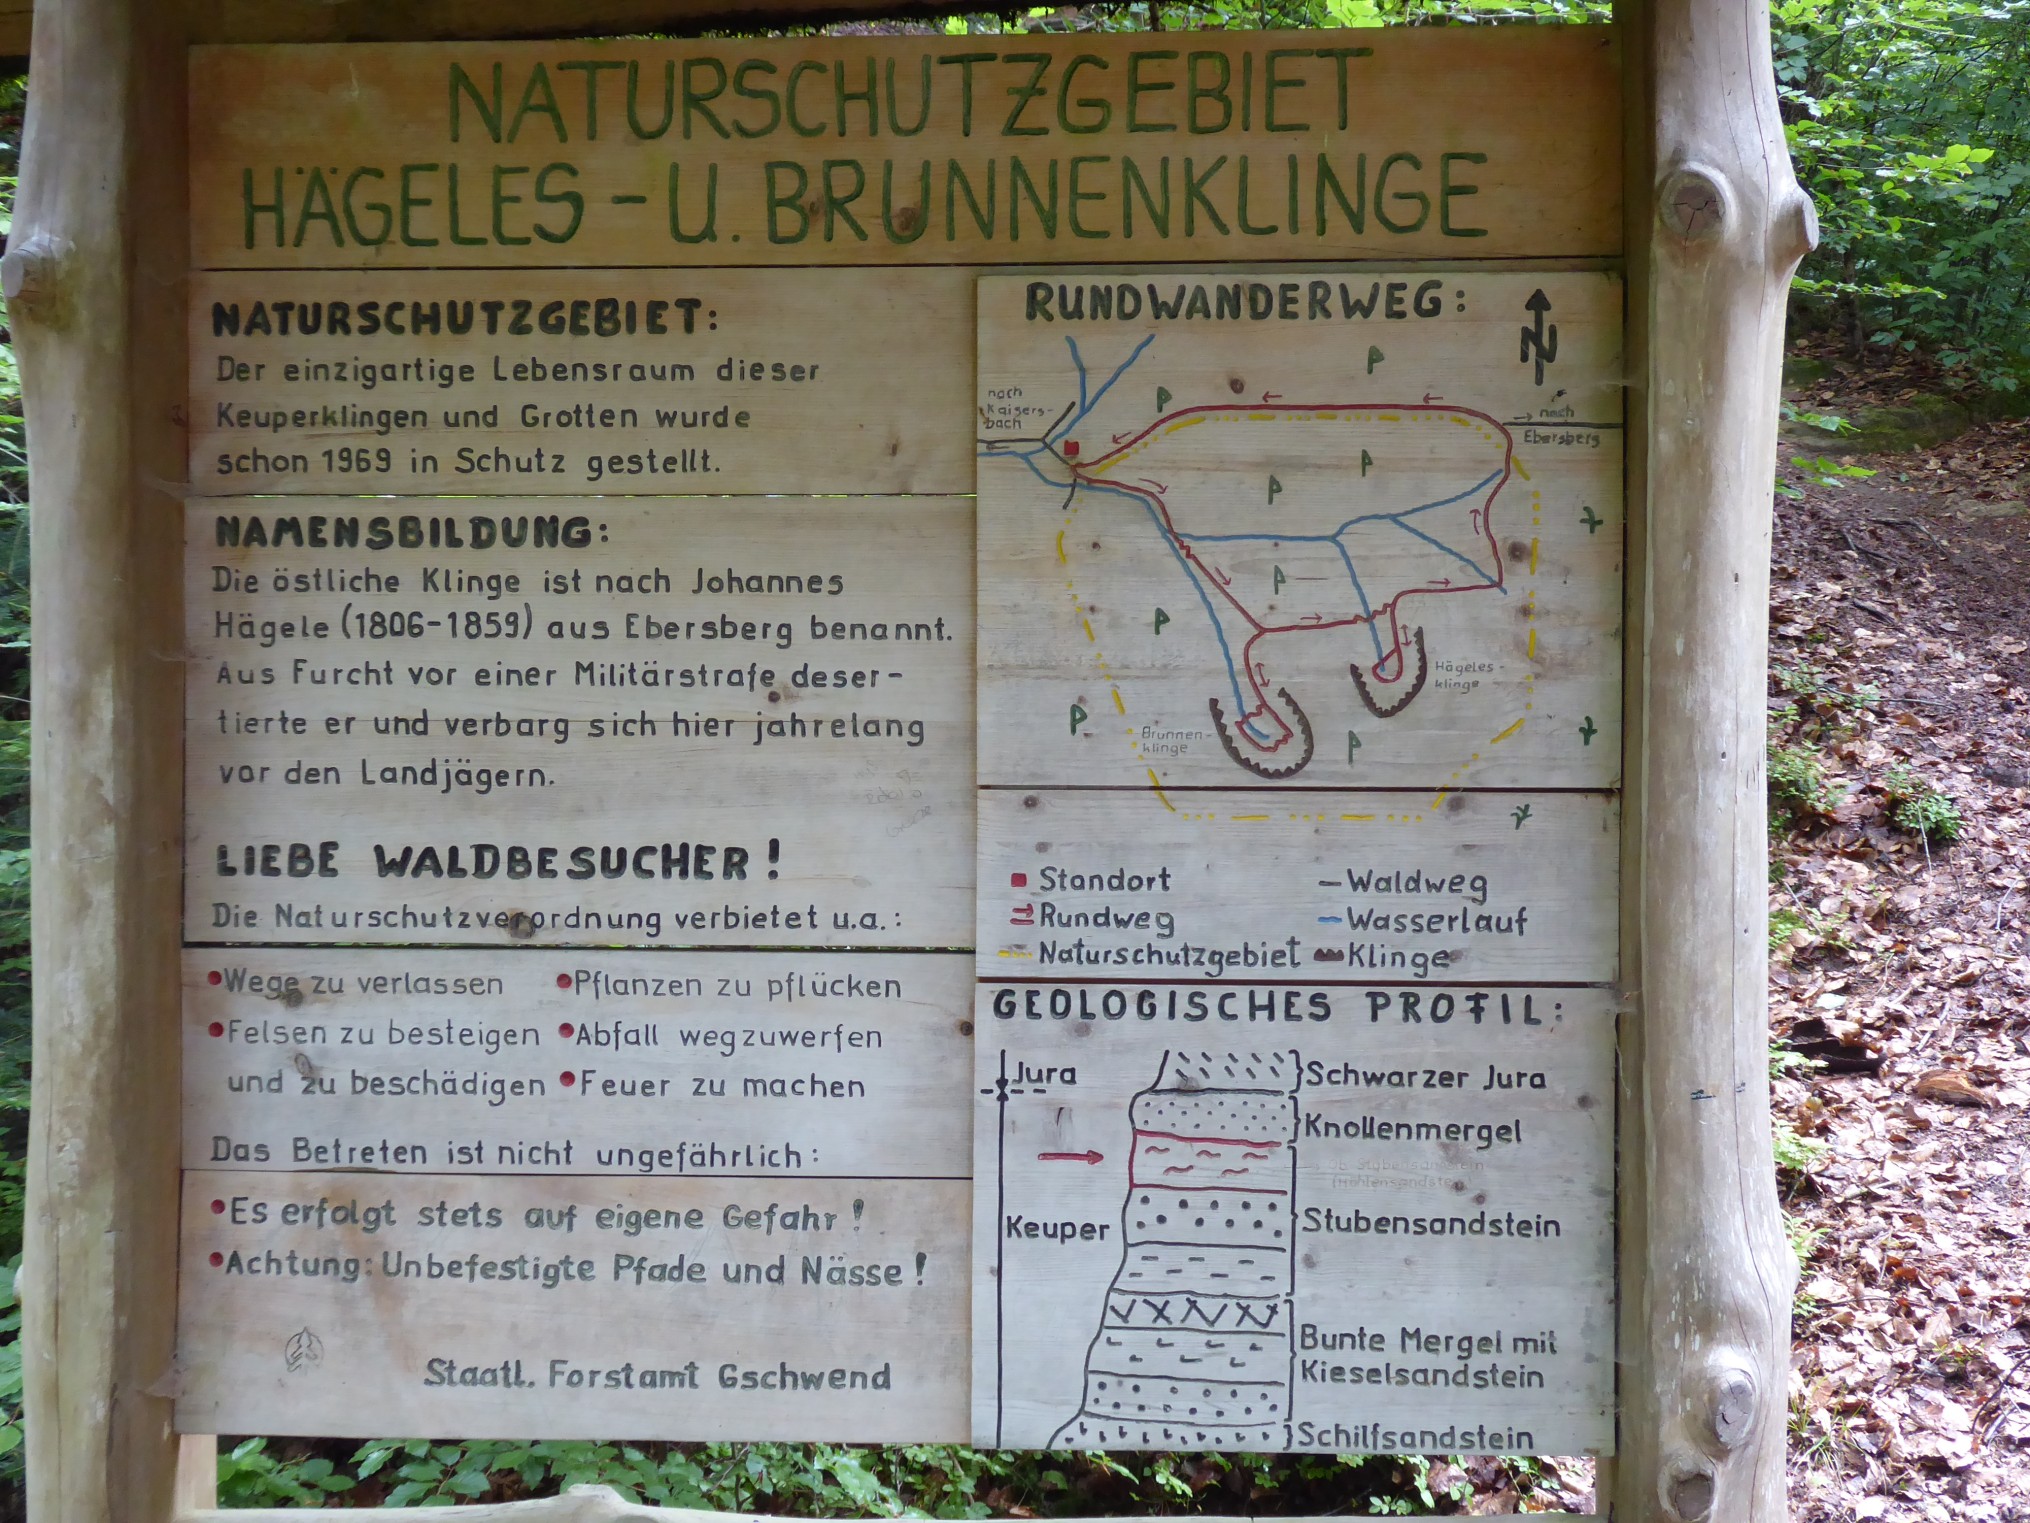 NATURSCHUTZGEBIET
HÄGELES - U. BRUNNENKLINGE
NATURSCHUTZGEBIET:
Der einzigartige Lebensraum dieser
Keuperklingen und Grotten wurde
schon 1969 in Schutz gestellt.
NAMENSBILDUNG:
Die östliche Klinge ist nach Johannes
Hägele (1806-1859) aus Ebersberg benannt.
Aus Furcht vor einer Militärstrafe deser-
tierte er und verbarg sich hier jahrelang
vor den Landjägern.
LIEBE WALDBESUCHER!
Die Naturschutzverordnung verbietet u.a.:
Wege zu verlassen
Felsen zu besteigen
und zu beschädigen
Pflanzen zu pflücken
Abfall wegzuwerfen
Feuer zu machen
Das Betreten ist nicht ungefährlich:
Es erfolgt stets auf eigene Gefahr!
Achtung: Unbefestigte Pfade und Nässe!
Staatl. Forstamt Gschwend
RUNDWANDERWEG:
N
nach
Kaisers-
bach
nach
Ebersberg
Hägeles-
klinge
Brunnen-
klinge
Standort
Rundweg
Naturschutzgebiet
Waldweg
Wasserlauf
Klinge
GEOLOGISCHES PROFIL:
Jura
Keuper
Schwarzer Jura
Knollenmergel
Ob. Stubensandstein
(Höhlensandstein)
Stubensandstein
Bunte Mergel mit
Kieselsandstein
Schilfsandstein